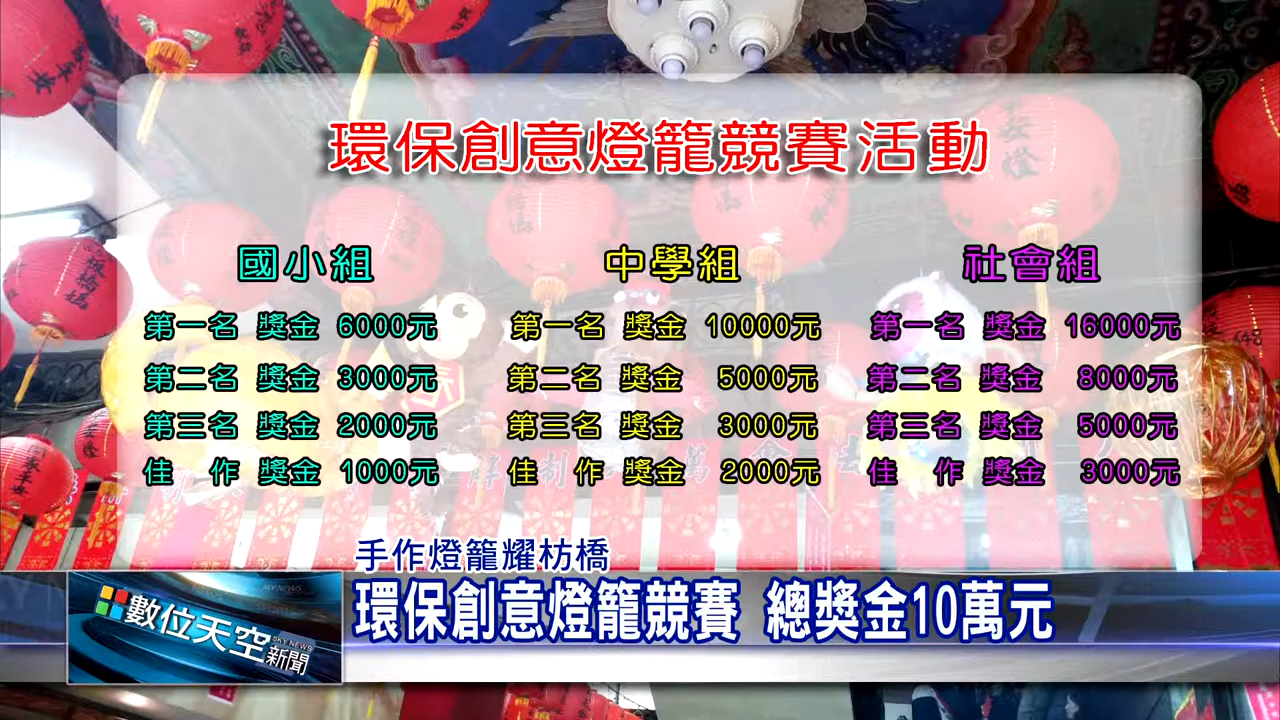 環保創意燈籠競賽活動
國小組 中學組 社會組
第一名 獎金 6000元 第一名 獎金 10000元 第一名 獎金 16000元
第二名 獎金 3000元 第二名 獎金 5000元 第二名 獎金 8000元
第三名 獎金 2000元 第三名 獎金 3000元 第三名 獎金 5000元
佳 作 獎金 1000元 佳 作 獎金 2000元 佳 作 獎金 3000元
手作燈籠耀枋橋
環保創意燈籠競賽 總獎金10萬元
數位天空
SKY NEWS
新聞